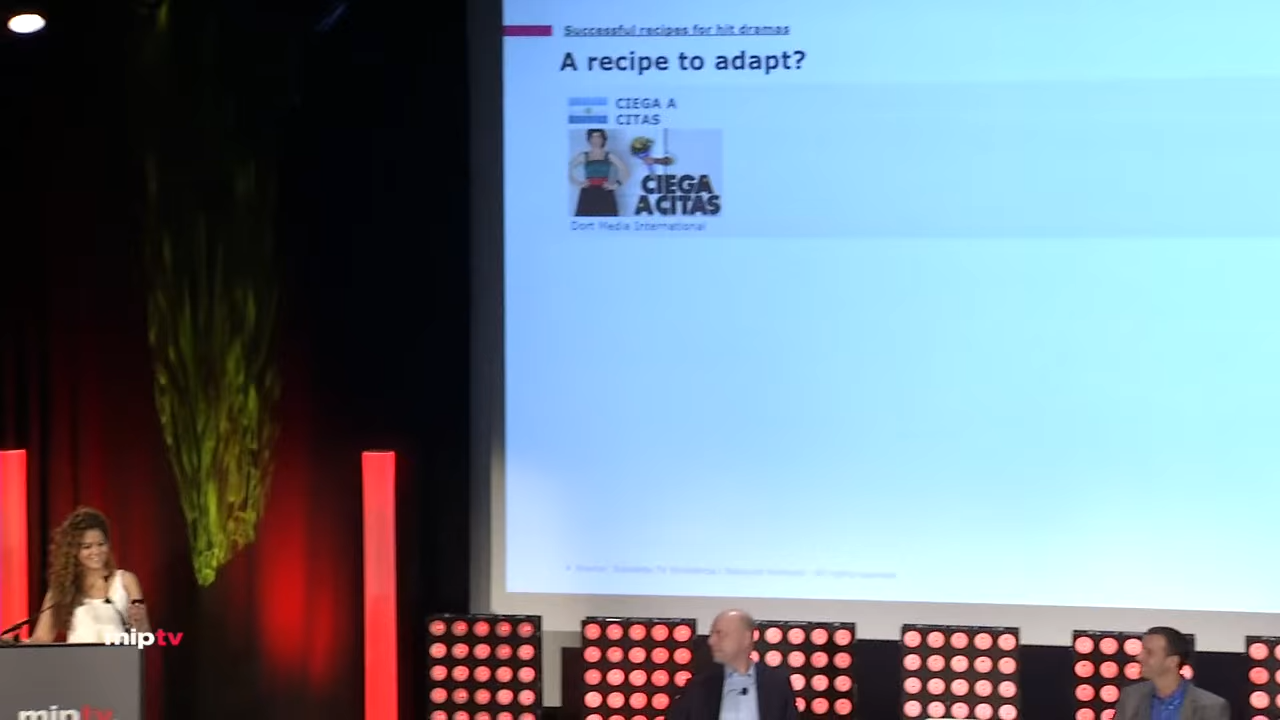 Successful recipes for hit dramas
A recipe to adapt?
CIEGA A
CITAS
CIEGA
A CITAS
Dori Media International
miptv
miptv.